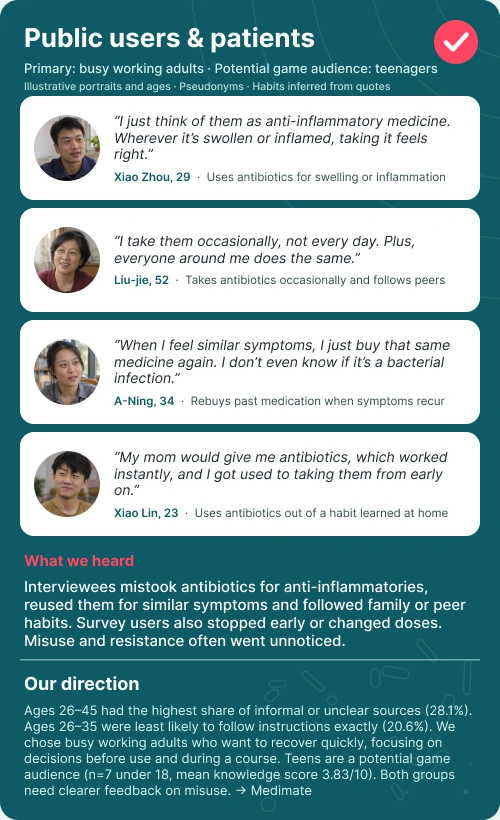 Public users & patients
Primary: busy working adults · Potential game audience: teenagers
Illustrative portraits and ages · Pseudonyms · Habits inferred from quotes
“I just think of them as anti-inflammatory medicine.
Wherever it’s swollen or inflamed, taking it feels
right.”
Xiao Zhou, 29 · Uses antibiotics for swelling or inflammation
“I take them occasionally, not every day. Plus,
everyone around me does the same.”
Liu-jie, 52 · Takes antibiotics occasionally and follows peers
“When I feel similar symptoms, I just buy that same
medicine again. I don’t even know if it’s a bacterial
infection.”
A-Ning, 34 · Rebuys past medication when symptoms recur
“My mom would give me antibiotics, which worked
instantly, and I got used to taking them from early
on.”
Xiao Lin, 23 · Uses antibiotics out of a habit learned at home
What we heard
Interviewees mistook antibiotics for anti-inflammatories,
reused them for similar symptoms and followed family or peer
habits. Survey users also stopped early or changed doses.
Misuse and resistance often went unnoticed.
Our direction
Ages 26–45 had the highest share of informal or unclear sources (28.1%).
Ages 26–35 were least likely to follow instructions exactly (20.6%). We
chose busy working adults who want to recover quickly, focusing on
decisions before use and during a course. Teens are a potential game
audience (n=7 under 18, mean knowledge score 3.83/10). Both groups
need clearer feedback on misuse. → Medimate